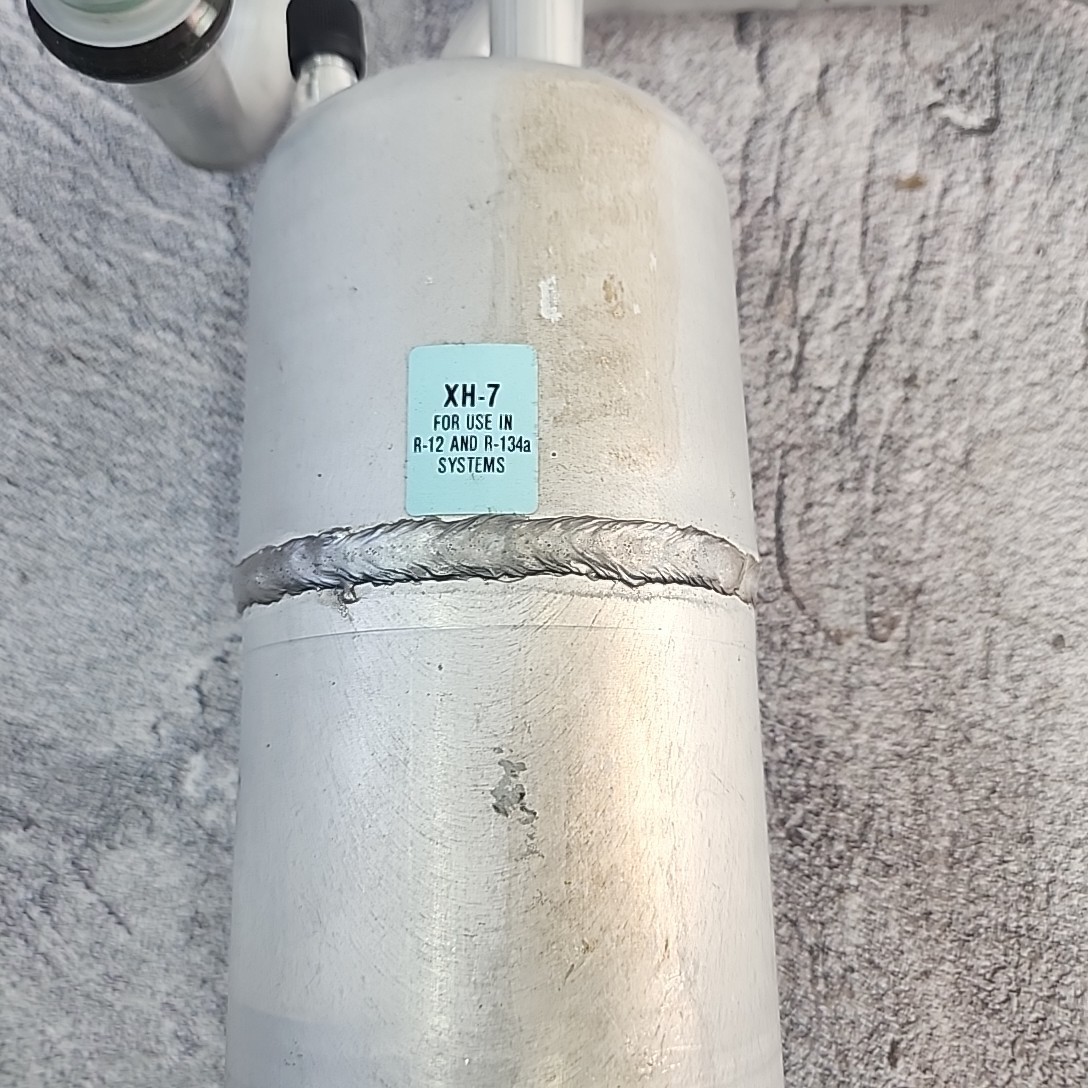 XH-7
FOR USE IN
R-12 AND R-134a
SYSTEMS